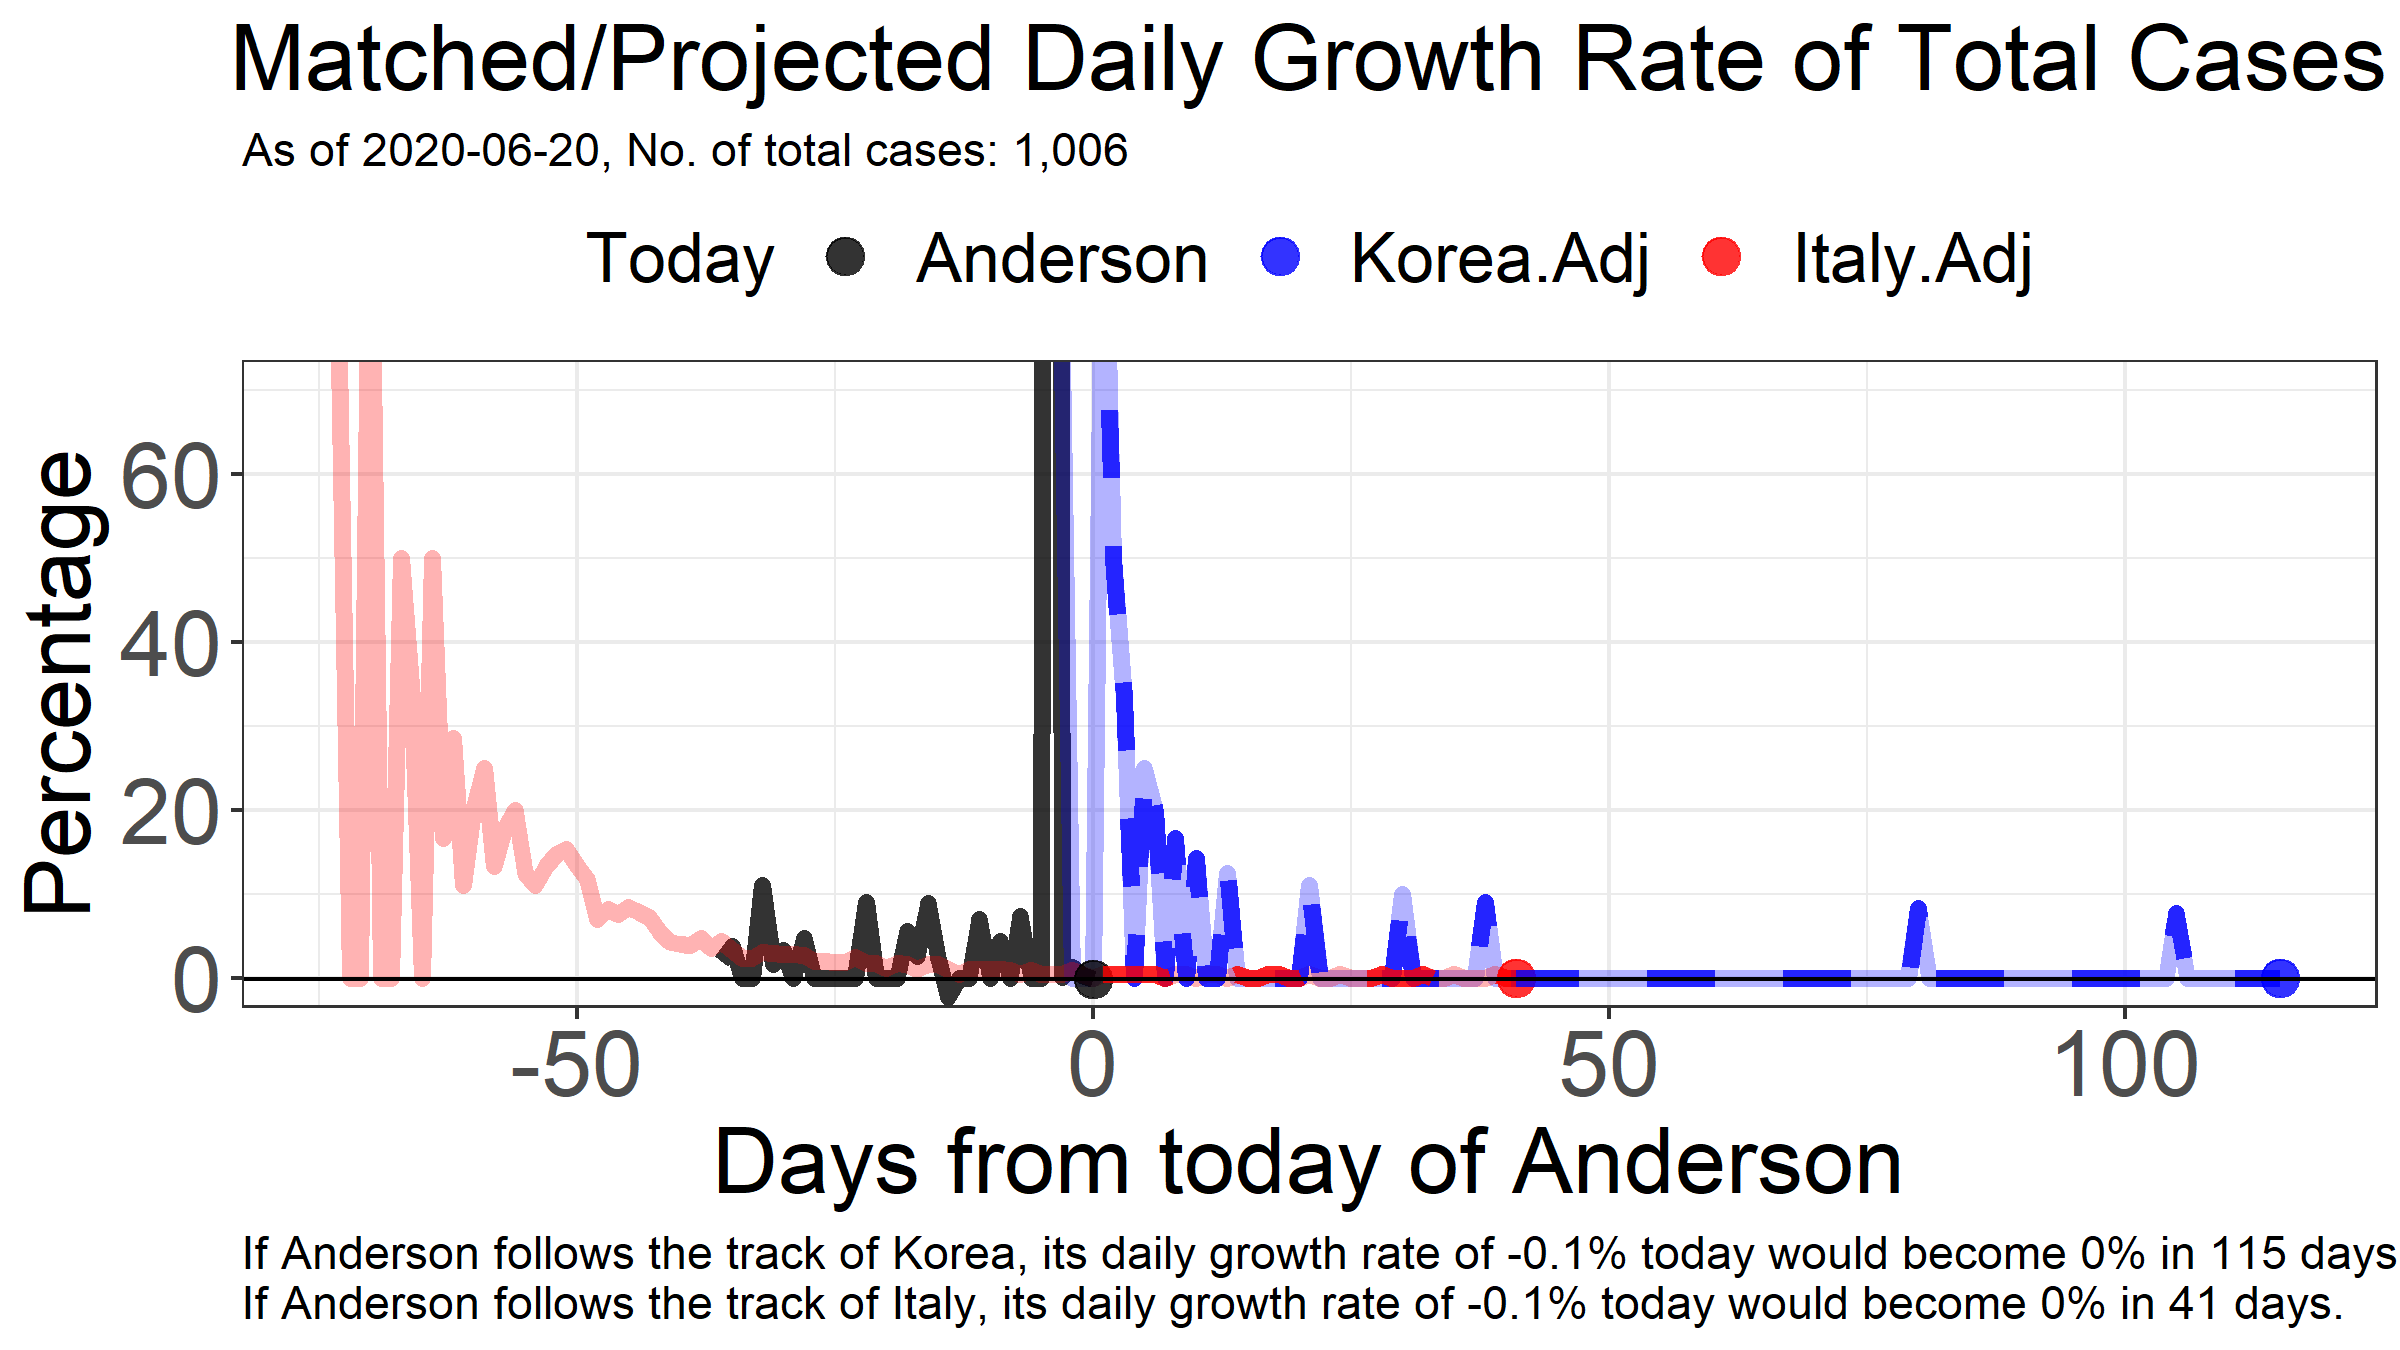 Matched/Projected Daily Growth Rate of Total Cases
As of 2020-06-20, No. of total cases: 1,006
Today Anderson Korea.Adj Italy.Adj
Percentage
60
40
20
0
-50 0 50 100
Days from today of Anderson
If Anderson follows the track of Korea, its daily growth rate of -0.1% today would become 0% in 115 days
If Anderson follows the track of Italy, its daily growth rate of -0.1% today would become 0% in 41 days.